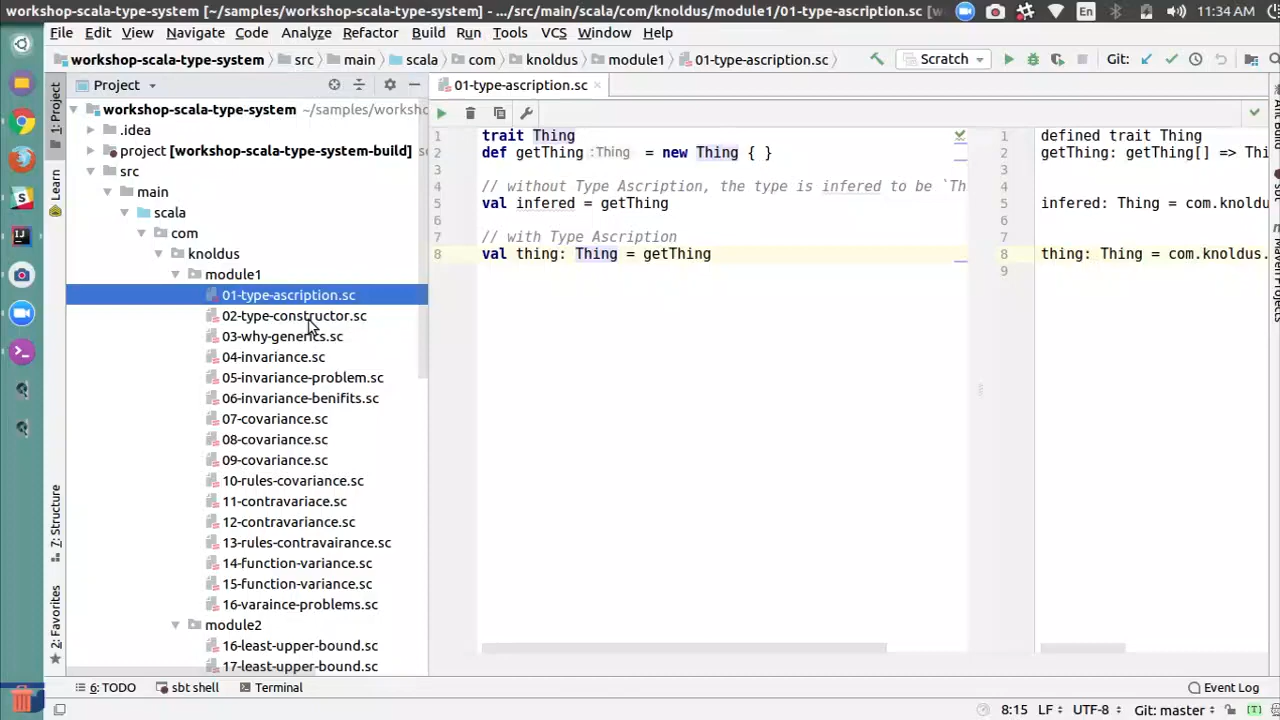 workshop-scala-type-system [~/samples/workshop-scala-type-system] - .../src/main/scala/com/knoldus/module1/01-type-ascription.sc [w
En
11:34 AM
File Edit View Navigate Code Analyze Refactor Build Run Tools VCS Window Help
workshop-scala-type-system src main scala com knoldus module1 01-type-ascription.sc
Scratch
Git:
Project
01-type-ascription.sc
1: Project
Learn
7: Structure
2: Favorites
workshop-scala-type-system ~/samples/worksho
.idea
project [workshop-scala-type-system-build]
src
main
scala
com
knoldus
module1
01-type-ascription.sc
02-type-constructor.sc
03-why-generics.sc
04-invariance.sc
05-invariance-problem.sc
06-invariance-benifits.sc
07-covariance.sc
08-covariance.sc
09-covariance.sc
10-rules-covariance.sc
11-contravariace.sc
12-contravariance.sc
13-rules-contravairance.sc
14-function-variance.sc
15-function-variance.sc
16-varaince-problems.sc
module2
16-least-upper-bound.sc
17-least-upper-bound.sc
1 trait Thing
2 def getThing :Thing = new Thing { }
3
4 // without Type Ascription, the type is infered to be `Th
5 val infered = getThing
6
7 // with Type Ascription
8 val thing: Thing = getThing
1 defined trait Thing
2 getThing: getThing[] => Thi
3
4
5 infered: Thing = com.knoldu
6
7
8 thing: Thing = com.knoldus.
9
6: TODO sbt shell Terminal
Event Log
8:15 LF UTF-8 Git: master [T]